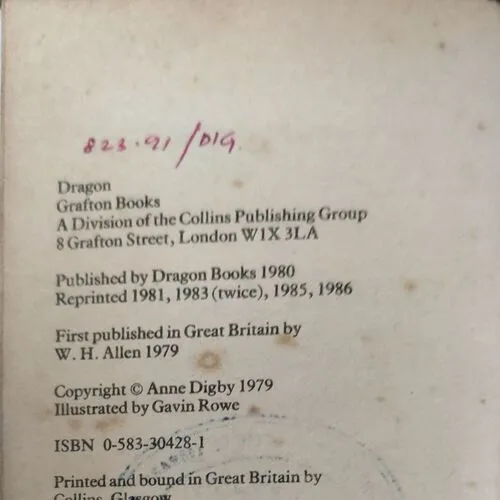 823.91/DIG.
Dragon
Grafton Books
A Division of the Collins Publishing Group
8 Grafton Street, London W1X 3LA
Published by Dragon Books 1980
Reprinted 1981, 1983 (twice), 1985, 1986
First published in Great Britain by
W. H. Allen 1979
Copyright © Anne Digby 1979
Illustrated by Gavin Rowe
ISBN 0-583-30428-1
Printed and bound in Great Britain by
Collins, Glasgow